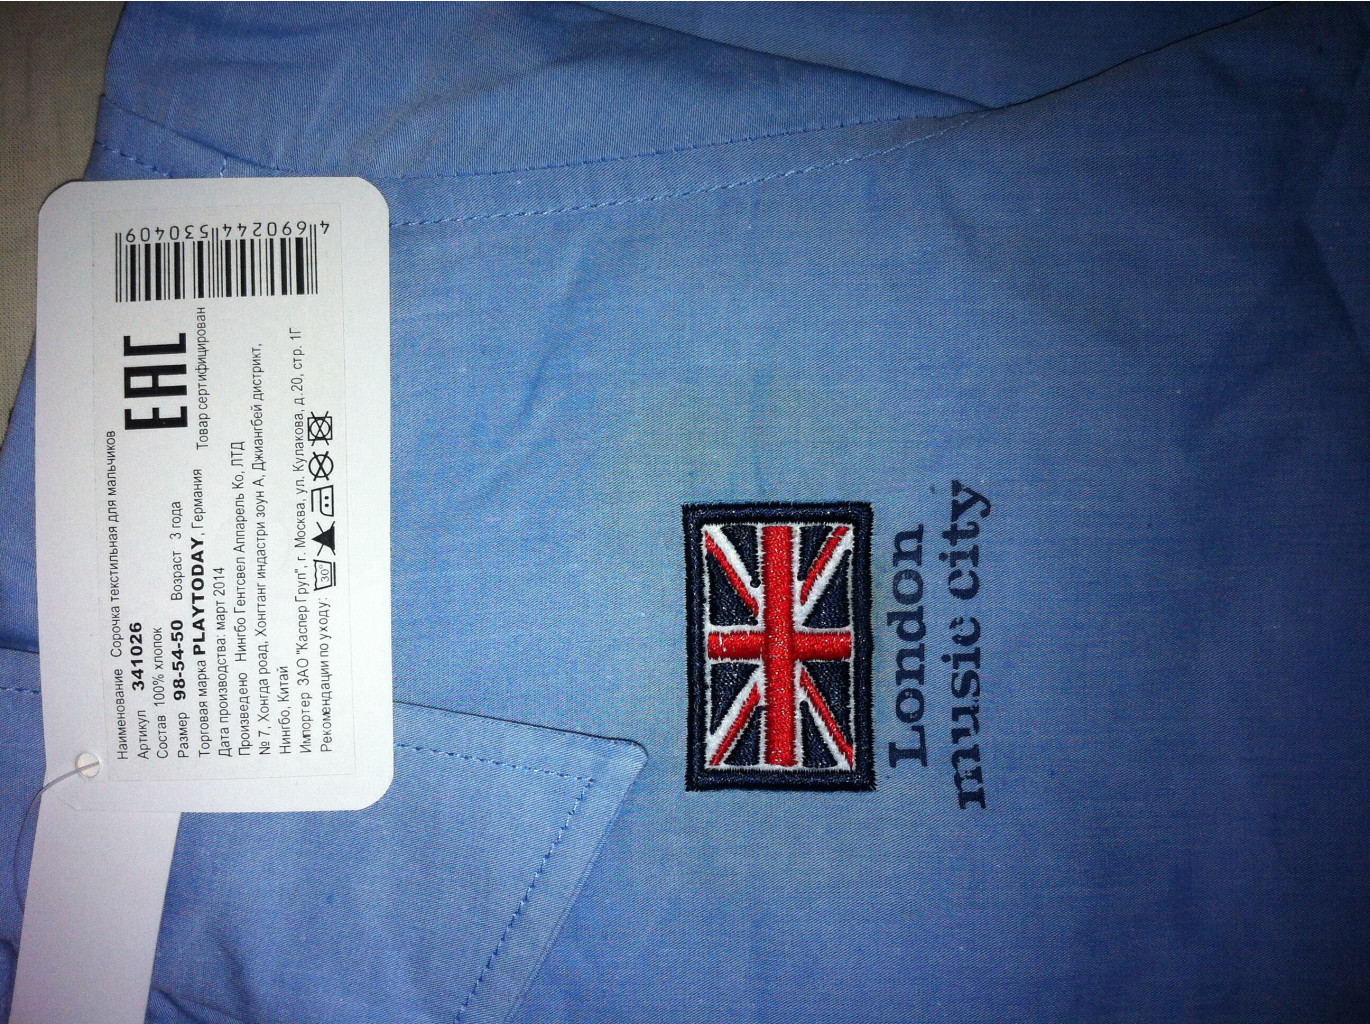 4 690244 530409
EAC
Наименование Сорочка текстильная для мальчиков
Артикул 341026
Состав 100% хлопок
Размер 98-54-50 Возраст 3 года
Торговая марка PLAYTODAY, Германия Товар сертифицирован
Дата производства: март 2014
Произведено Нингбо Гентсвел Аппарель Ко, ЛТД
№ 7, Хонгда роад, Хонгтанг индастри зоун А, Джиангбей дистрикт,
Нингбо, Китай
Импортер ЗАО "Каспер Груп", г. Москва, ул. Кулакова, д.20, стр. 1Г
Рекомендации по уходу: 30°
London
music city